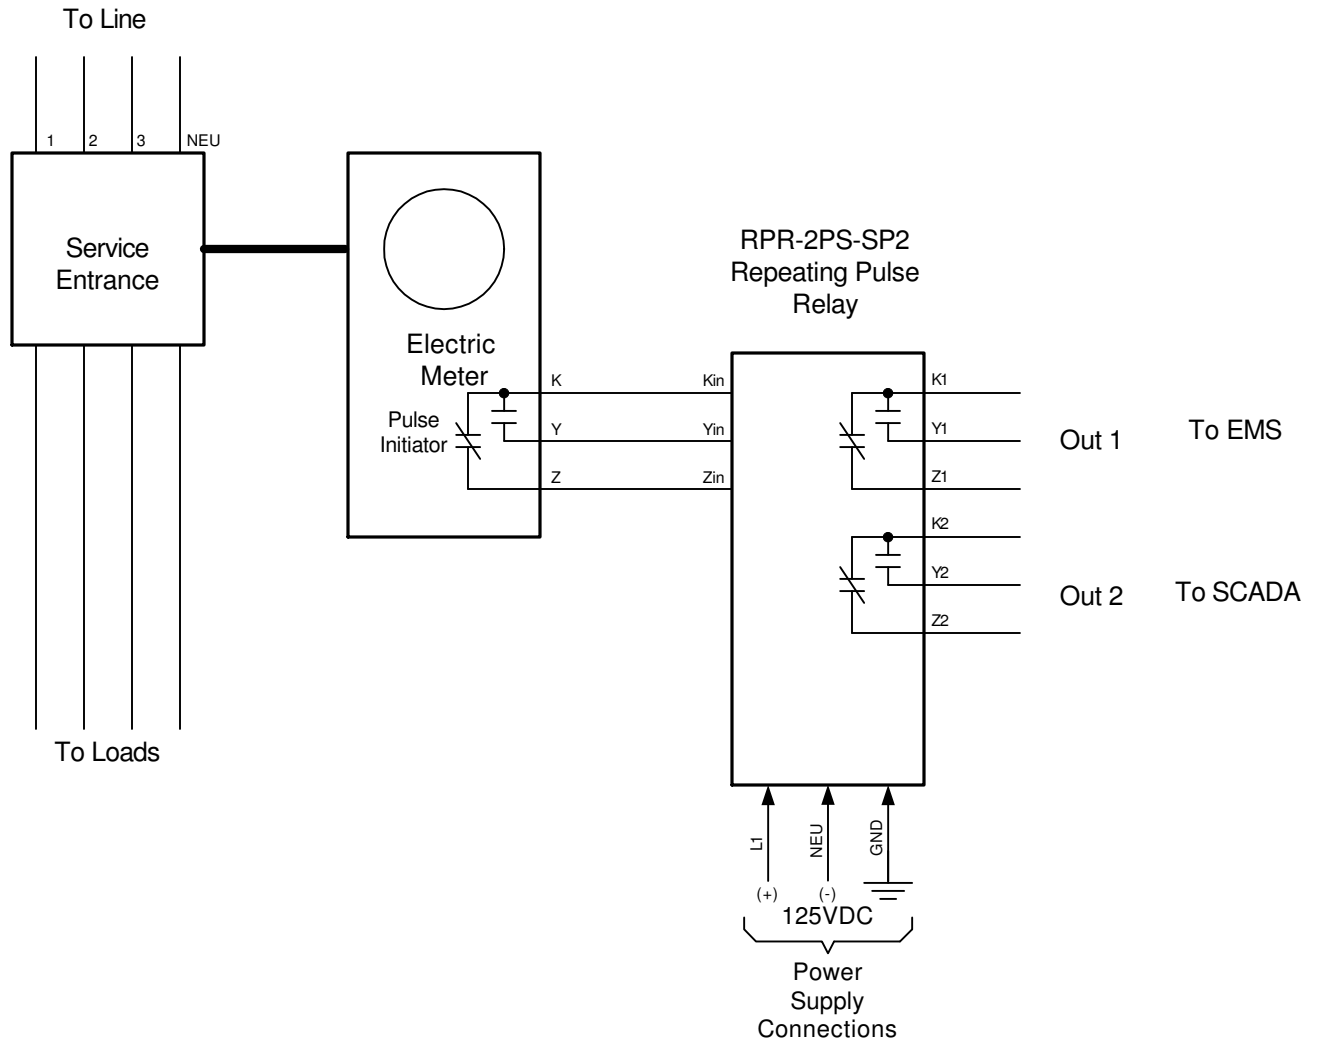 To Line
1
2
3
NEU
Service
Entrance
Electric
Meter
Pulse
Initiator
K
Y
Z
RPR-2PS-SP2
Repeating Pulse
Relay
Kin
Yin
Zin
K1
Y1
Z1
Out 1
To EMS
K2
Y2
Z2
Out 2
To SCADA
To Loads
L1
NEU
GND
(+)
(-)
125VDC
Power
Supply
Connections